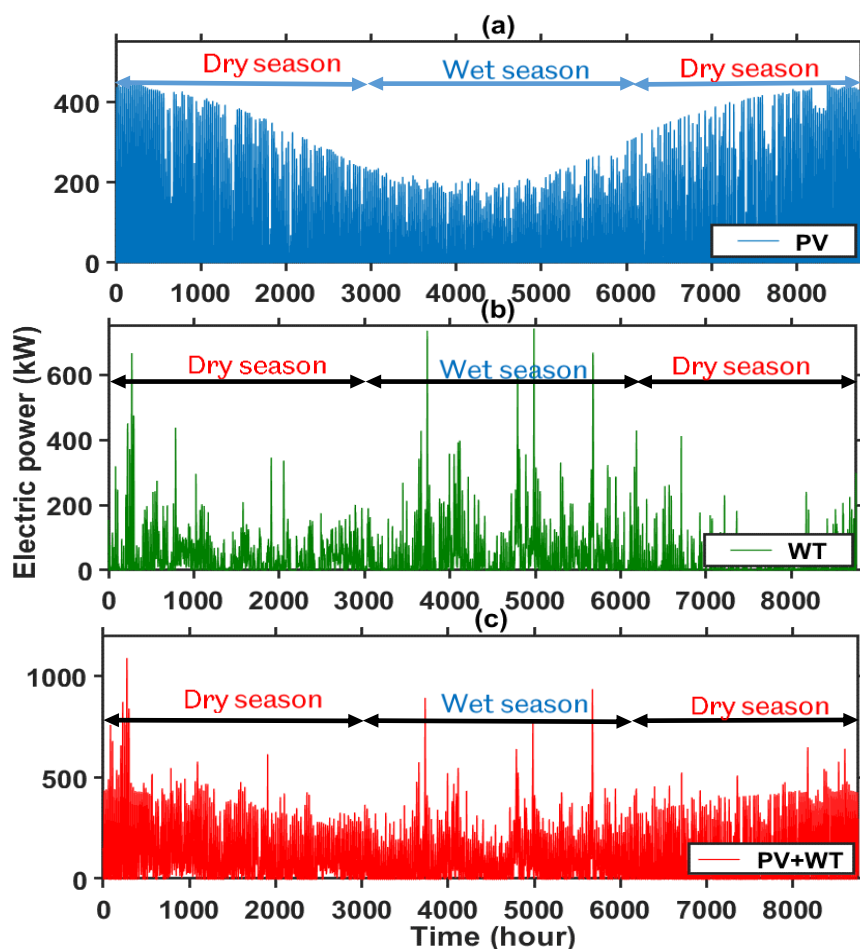 (a)
Dry season Wet season Dry season
400
200
0
PV
0 1000 2000 3000 4000 5000 6000 7000 8000
(b)
Electric power (kW)
Dry season Wet season Dry season
600
400
200
0
WT
0 1000 2000 3000 4000 5000 6000 7000 8000
(c)
Dry season Wet season Dry season
1000
500
0
PV+WT
0 1000 2000 3000 4000 5000 6000 7000 8000
Time (hour)